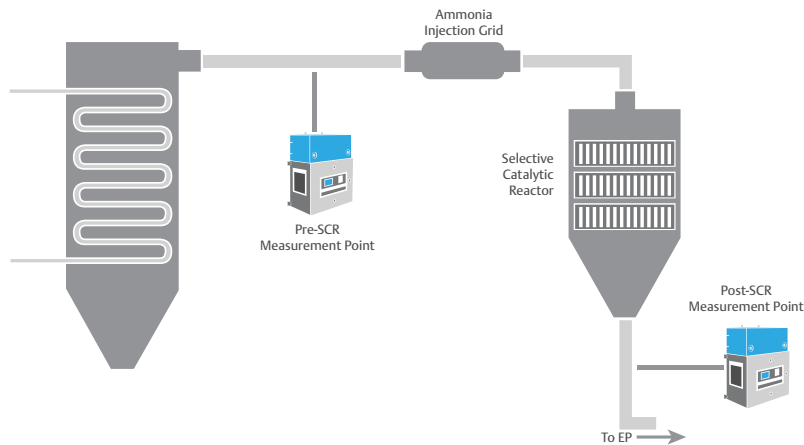 Ammonia
Injection Grid
Selective
Catalytic
Reactor
Pre-SCR
Measurement Point
Post-SCR
Measurement Point
To EP